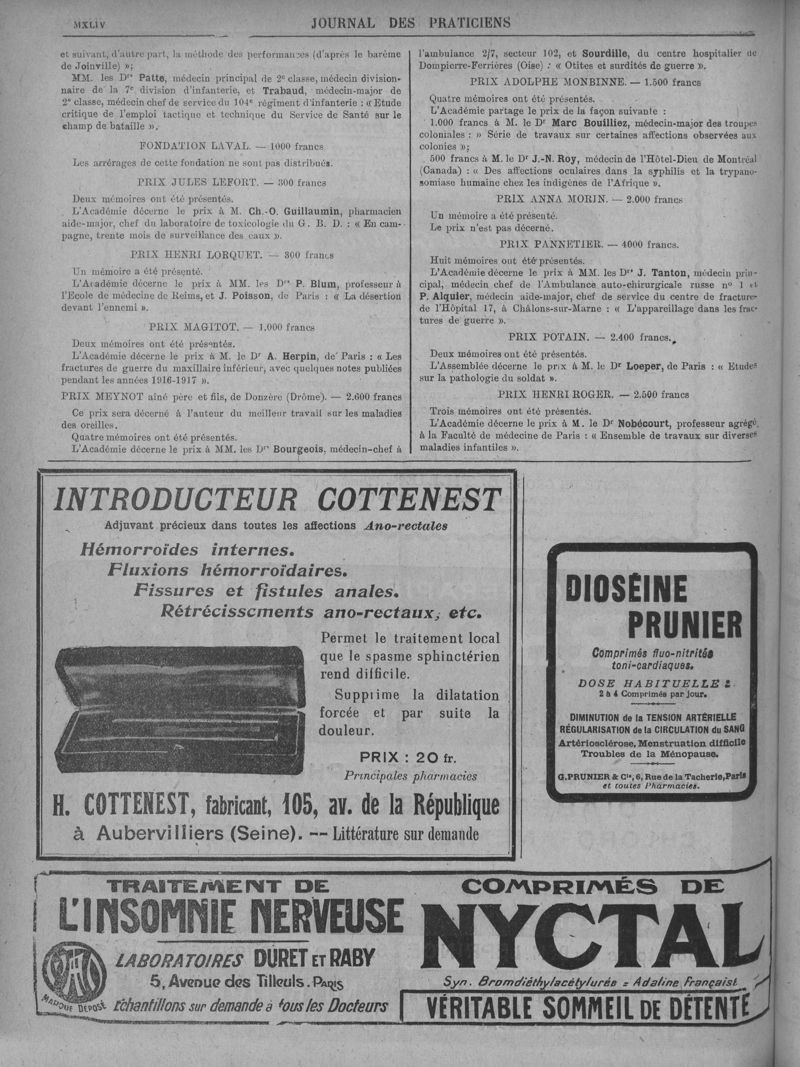 MXLIV
JOURNAL DES PRATICIENS
et suivant, d'autre part, la méthode des performances (d'après le barème
de Joinville) »;
MM. les Drs Patte, médecin principal de 2e classe, médecin division-
naire de la 7e division d'infanterie, et Trabaud, médecin-major de
2e classe, médecin chef de service du 104e régiment d'infanterie : « Etude
critique de l'emploi tactique et technique du Service de Santé sur le
champ de bataille ».
FONDATION LAVAL. — 1000 francs
Les arrérages de cette fondation ne sont pas distribués.
PRIX JULES LEFORT. — 300 francs
Deux mémoires ont été présentés.
L'Académie décerne le prix à M. Ch.-O. Guillaumin, pharmacien
aide-major, chef du laboratoire de toxicologie du G. B. D. : « En cam-
pagne, trente mois de surveillance des eaux ».
PRIX HENRI LORQUET. — 300 francs
Un mémoire a été présenté.
L'Académie décerne le prix à MM. les Drs P. Blum, professeur à
l'Ecole de médecine de Reims, et J. Poisson, de Paris : « La désertion
devant l'ennemi ».
PRIX MAGITOT. — 1.000 francs
Deux mémoires ont été présentés.
L'Académie décerne le prix à M. le Dr A. Herpin, de Paris : « Les
fractures de guerre du maxillaire inférieur, avec quelques notes publiées
pendant les années 1916-1917 ».
PRIX MEYNOT aîné père et fils, de Donzère (Drôme). — 2.600 francs
Ce prix sera décerné à l'auteur du meilleur travail sur les maladies
des oreilles.
Quatre mémoires ont été présentés.
L'Académie décerne le prix à MM. les Drs Bourgeois, médecin-chef à
l'ambulance 2/7, secteur 102, et Sourdille, du centre hospitalier de
Dompierre-Ferrières (Oise) : « Otites et surdités de guerre ».
PRIX ADOLPHE MONBINNE. — 1.500 francs
Quatre mémoires ont été présentés.
L'Académie partage le prix de la façon suivante :
1.000 francs à M. le Dr Marc Bouilliez, médecin-major des troupes
coloniales : » Série de travaux sur certaines affections observées aux
colonies »;
500 francs à M. le Dr J.-N. Roy, médecin de l'Hôtel-Dieu de Montréal
(Canada) : « Des affections oculaires dans la syphilis et la trypano-
somiase humaine chez les indigènes de l'Afrique ».
PRIX ANNA MORIN. — 2.000 francs
Un mémoire a été présenté.
Le prix n'est pas décerné.
PRIX PANNETIER. — 4000 francs.
Huit mémoires ont été présentés.
L'Académie décerne le prix à MM. les Drs J. Tanton, médecin prin-
cipal, médecin chef de l'Ambulance auto-chirurgicale russe no 1 et
P. Alquier, médecin aide-major, chef de service du centre de fracture-
de l'Hôpital 17, à Châlons-sur-Marne : « L'appareillage dans les frac-
tures de guerre ».
PRIX POTAIN. — 2.400 francs.
Deux mémoires ont été présentés.
L'Assemblée décerne le prix à M. le Dr Loeper, de Paris : « Etudes
sur la pathologie du soldat ».
PRIX HENRI ROGER. — 2.500 francs
Trois mémoires ont été présentés.
L'Académie décerne le prix à M. le Dr Nobécourt, professeur agrégé,
à la Faculté de médecine de Paris : « Ensemble de travaux sur diverses
maladies infantiles ».
INTRODUCTEUR COTTENEST
Adjuvant précieux dans toutes les affections Ano-rectales
Hémorroïdes internes.
Fluxions hémorroïdaires.
Fissures et fistules anales.
Rétrécissements ano-rectaux, etc.
Permet le traitement local
que le spasme sphinctérien
rend difficile.
Supprime la dilatation
forcée et par suite la
douleur.
PRIX : 20 fr.
Principales pharmacies
H. COTTENEST, fabricant, 105, av. de la République
à Aubervilliers (Seine). -- Littérature sur demande
DIOSÉINE
PRUNIER
Comprimés fluo-nitrités
toni-cardiaques.
DOSE HABITUELLE :
2 à 4 Comprimés par jour.
DIMINUTION de la TENSION ARTÉRIELLE
RÉGULARISATION de la CIRCULATION du SANG
Artériosclérose, Menstruation difficile
Troubles de la Ménopause.
G. PRUNIER & Cie, 6, Rue de la Tacherie, Paris
et toutes Pharmacies.
TRAITEMENT DE
L'INSOMNIE NERVEUSE
LABORATOIRES DURET ET RABY
5, Avenue des Tilleuls. PARIS
MARQUE DÉPOSÉE
Échantillons sur demande à tous les Docteurs
COMPRIMÉS DE
NYCTAL
Syn. Bromdiéthylacétylurée = Adaline Français
VÉRITABLE SOMMEIL DE DÉTENTE